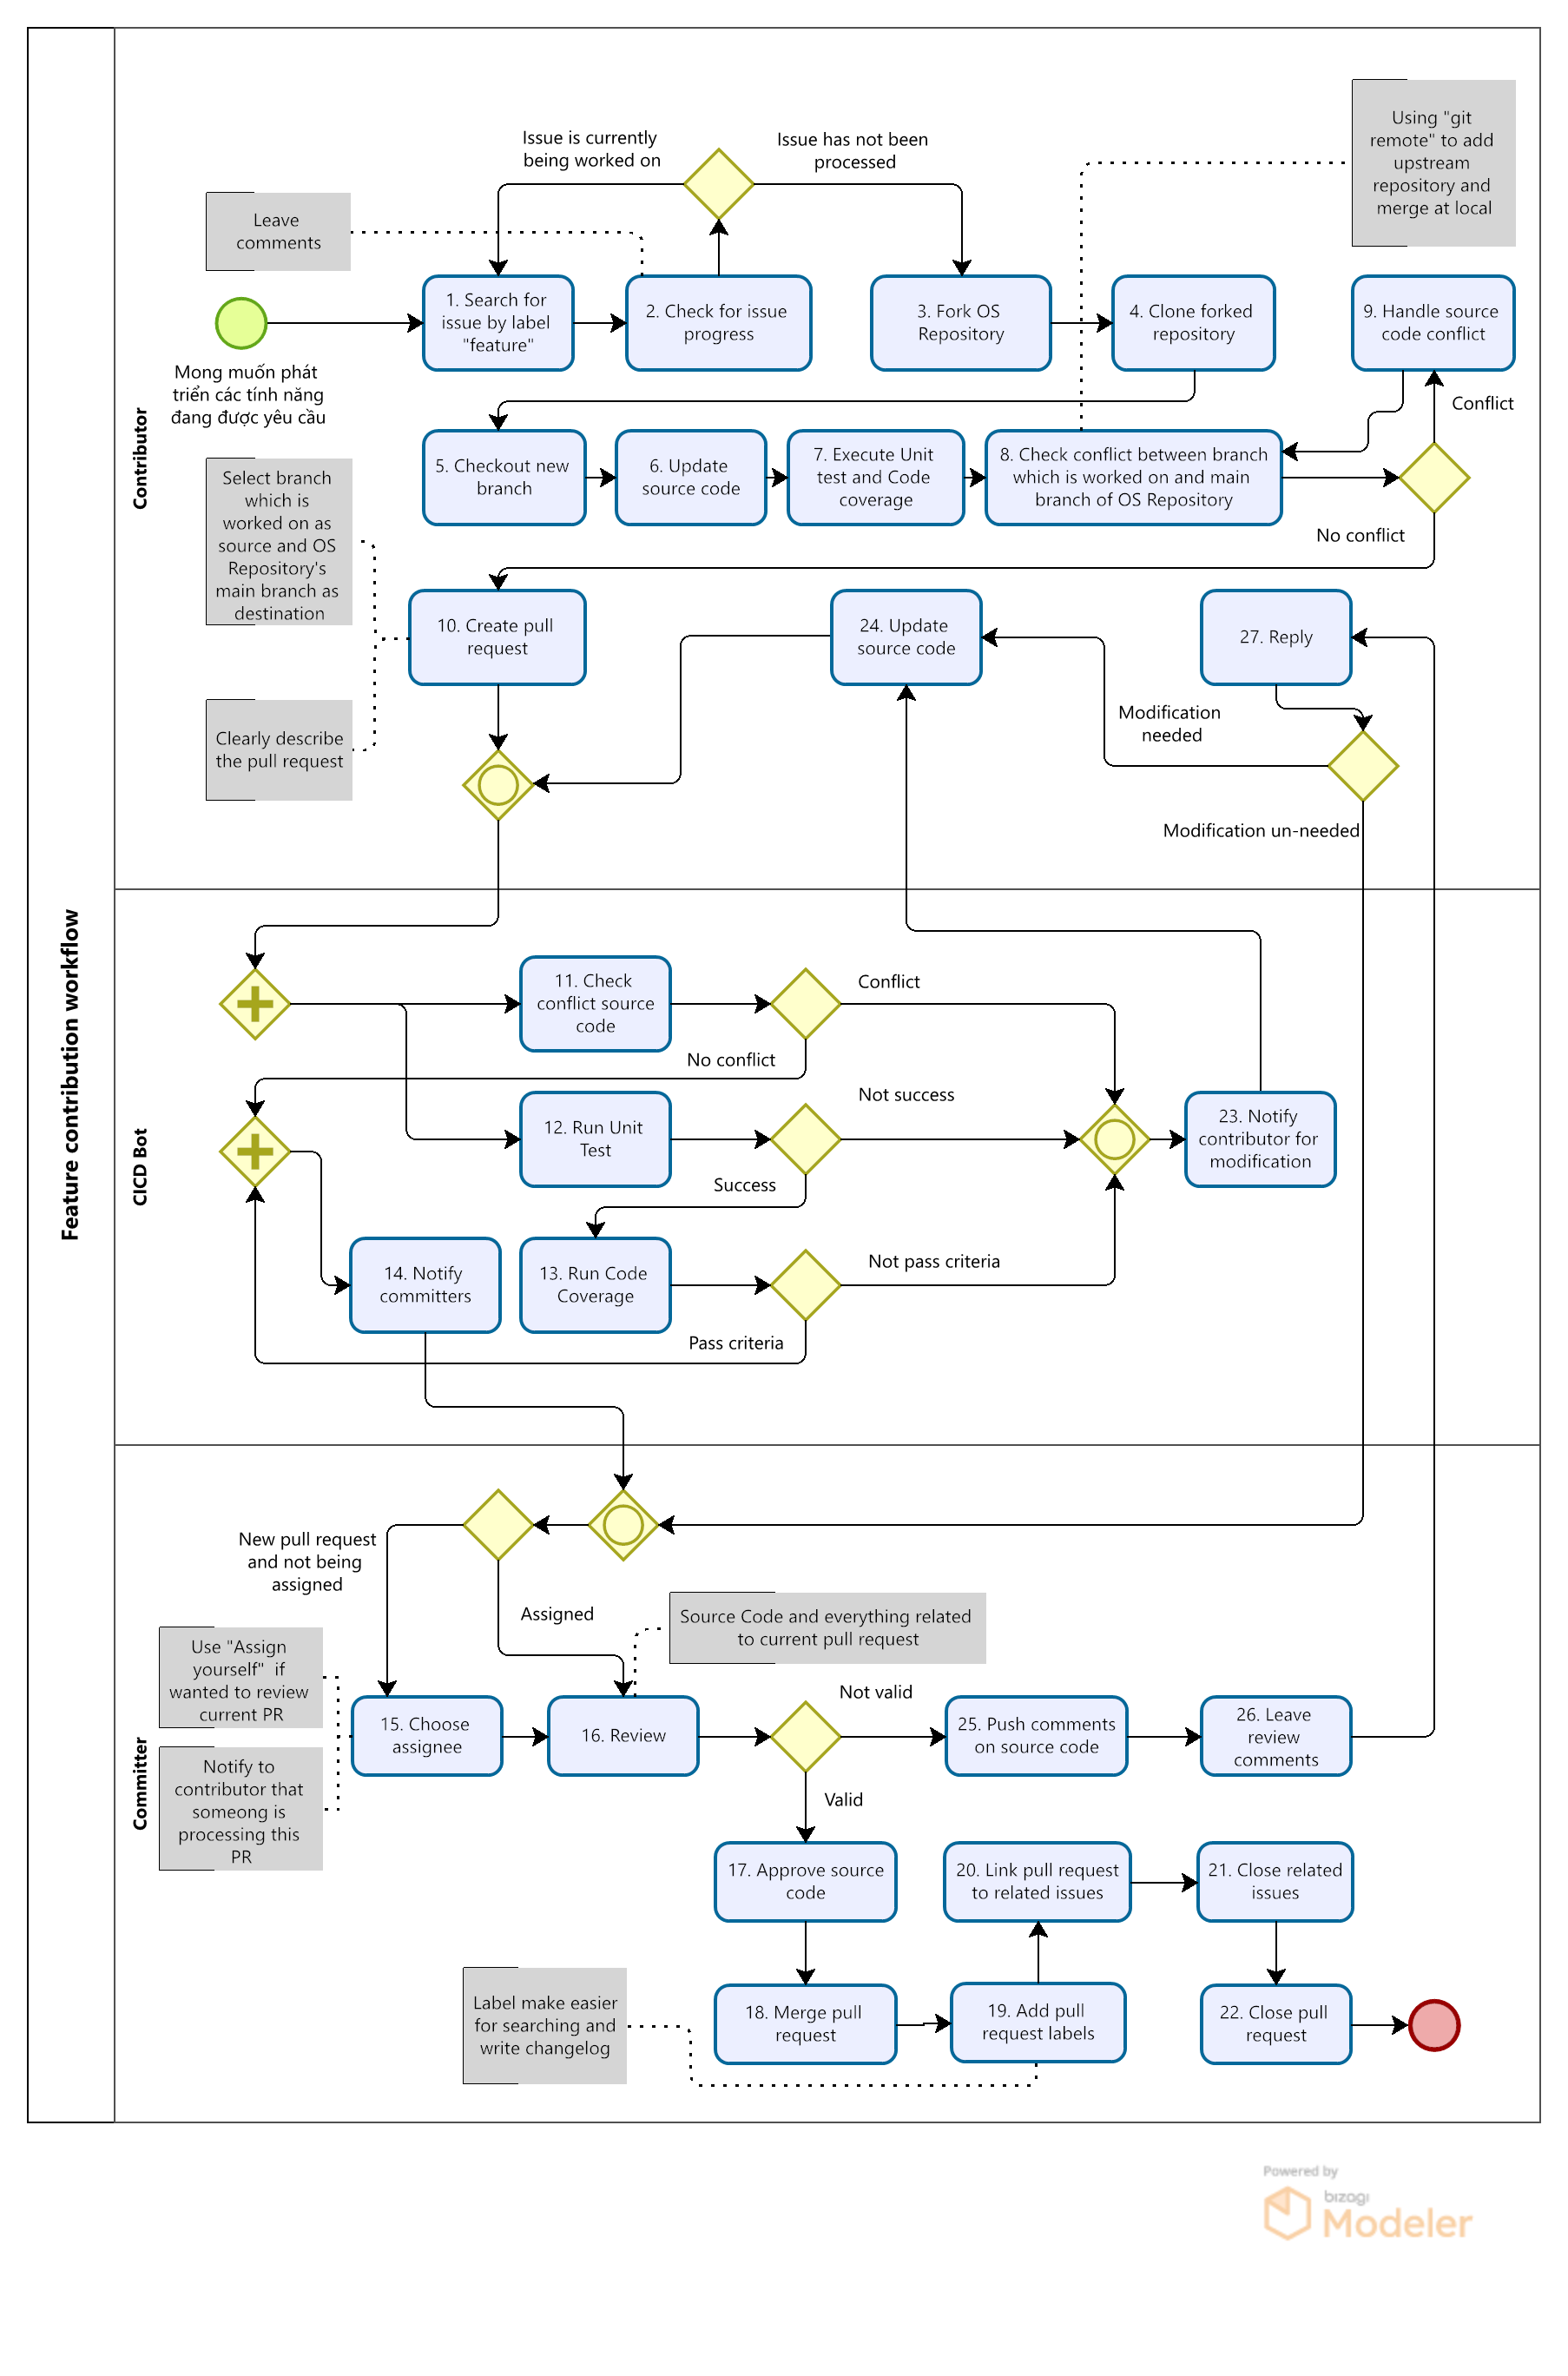 Feature contribution workflow
Contributor
Issue is currently
being worked on
Issue has not been
processed
Using "git
remote" to add
upstream
repository and
merge at local
Leave
comments
1. Search for
issue by label
"feature"
2. Check for issue
progress
3. Fork OS
Repository
4. Clone forked
repository
9. Handle source
code conflict
Mong muốn phát
triển các tính năng
đang được yêu cầu
Conflict
5. Checkout new
branch
6. Update
source code
7. Execute Unit
test and Code
coverage
8. Check conflict between branch
which is worked on and main
branch of OS Repository
Select branch
which is
worked on as
source and OS
Repository's
main branch as
destination
No conflict
10. Create pull
request
24. Update
source code
27. Reply
Modification
needed
Clearly describe
the pull request
Modification un-needed
CICD Bot
11. Check
conflict source
code
Conflict
No conflict
Not success
12. Run Unit
Test
23. Notify
contributor for
modification
Success
14. Notify
committers
13. Run Code
Coverage
Not pass criteria
Pass criteria
Committer
New pull request
and not being
assigned
Assigned
Source Code and everything related
to current pull request
Use "Assign
yourself"  if
wanted to review
current PR
Not valid
15. Choose
assignee
16. Review
25. Push comments
on source code
26. Leave
review
comments
Notify to
contributor that
someong is
processing this
PR
Valid
17. Approve source
code
20. Link pull request
to related issues
21. Close related
issues
Label make easier
for searching and
write changelog
18. Merge pull
request
19. Add pull
request labels
22. Close pull
request
Powered by
bizagi
Modeler